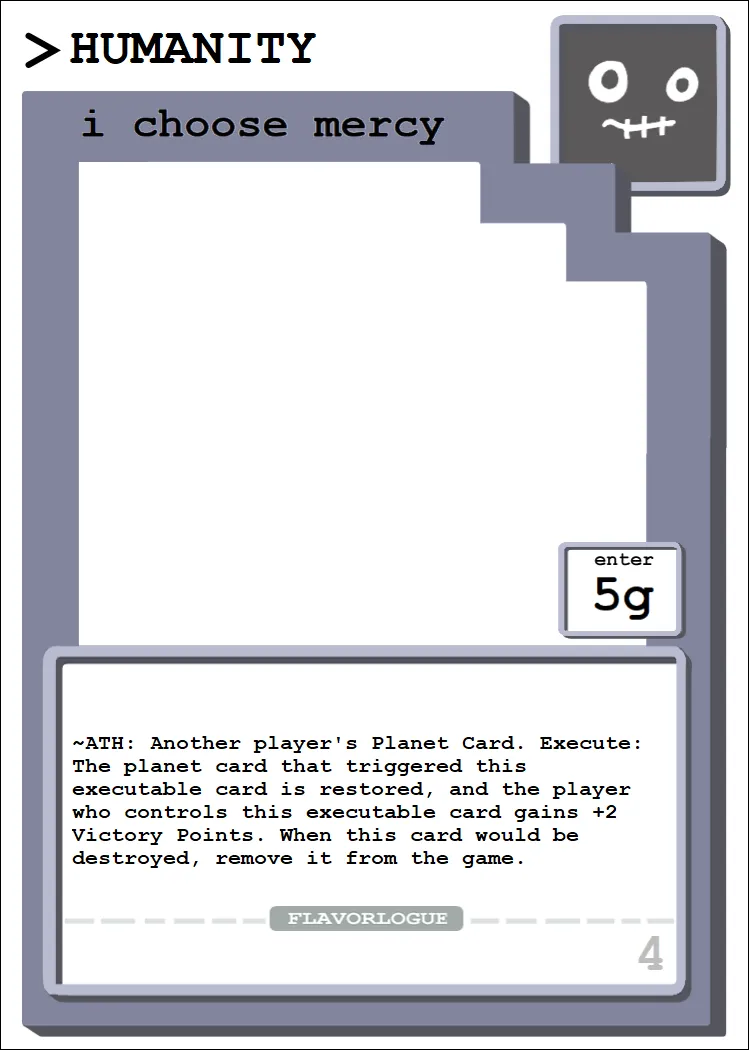 >HUMANITY
i choose mercy
enter
5g
~ATH: Another player's Planet Card. Execute:
The planet card that triggered this
executable card is restored, and the player
who controls this executable card gains +2
Victory Points. When this card would be
destroyed, remove it from the game.
FLAVORLOGUE
4